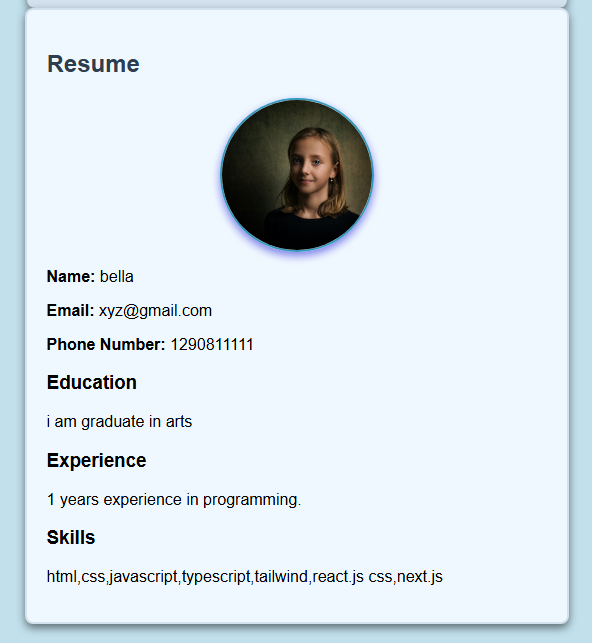 Resume
Name: bella
Email: xyz@gmail.com
Phone Number: 1290811111
Education
i am graduate in arts
Experience
1 years experience in programming.
Skills
html,css,javascript,typescript,tailwind,react.js css,next.js